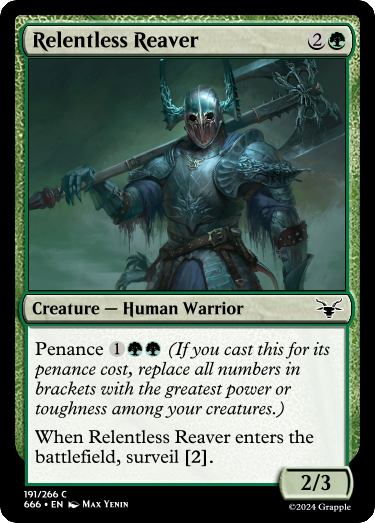 Relentless Reaver 2
Creature — Human Warrior
Penance 1 (If you cast this for its
penance cost, replace all numbers in
brackets with the greatest power or
toughness among your creatures.)
When Relentless Reaver enters the
battlefield, surveil [2].
2/3
191/266 C
666 • EN Max Yenin
©2024 Grapple